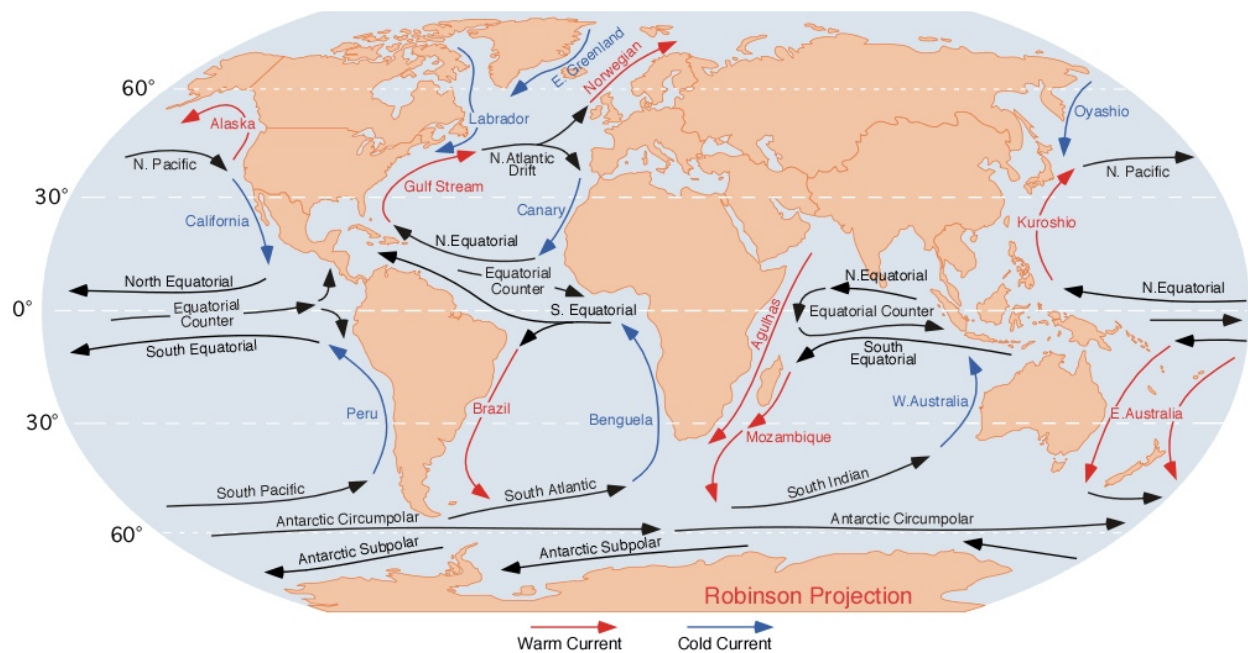 60°
30°
0°
30°
60°
E. Greenland
Norwegian
Alaska
Labrador
Oyashio
N. Pacific
N.Atlantic
Drift
N. Pacific
Gulf Stream
California
Canary
Kuroshio
N.Equatorial
North Equatorial
Equatorial
Counter
N.Equatorial
N.Equatorial
Equatorial
Counter
S. Equatorial
Equatorial Counter
South Equatorial
South
Equatorial
Agulhas
Peru
Brazil
Benguela
W.Australia
E.Australia
Mozambique
South Pacific
South Atlantic
South Indian
Antarctic Circumpolar
Antarctic Circumpolar
Antarctic Subpolar
Antarctic Subpolar
Robinson Projection
Warm Current
Cold Current